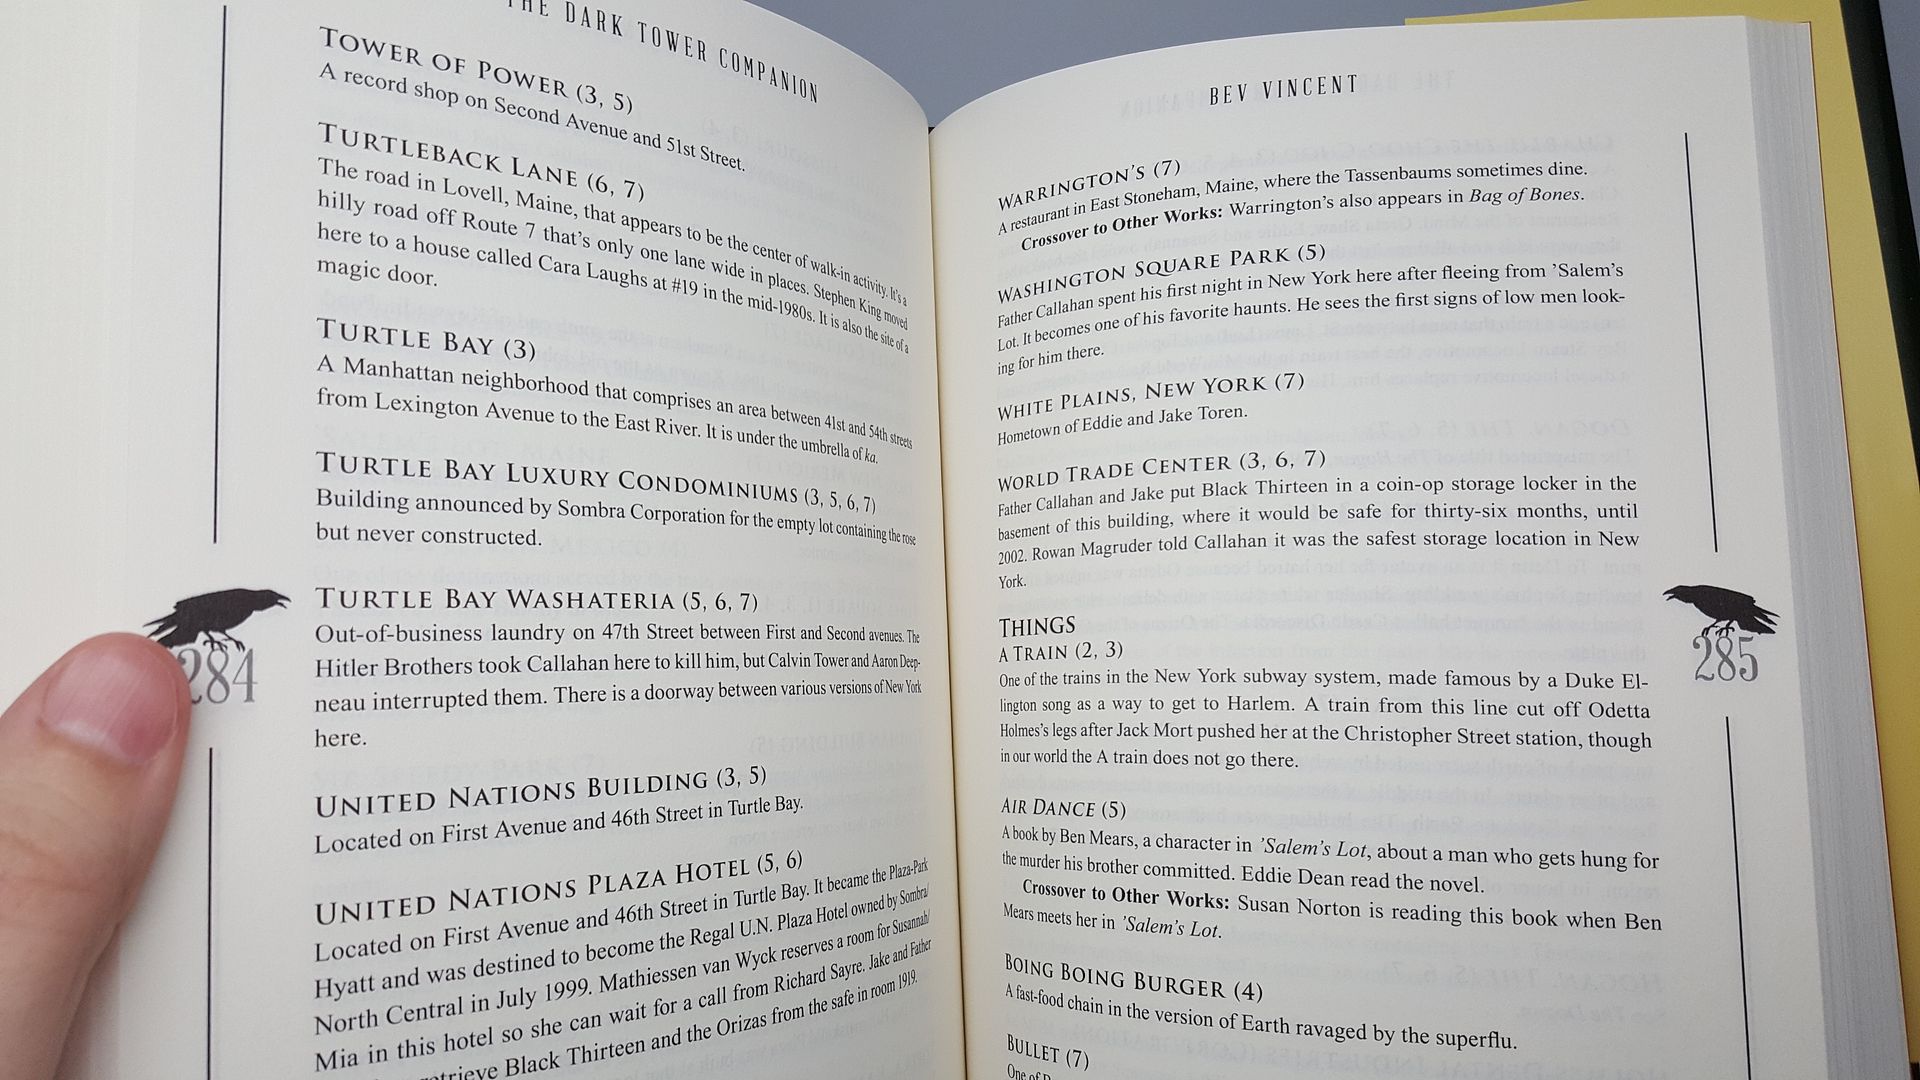 THE DARK TOWER COMPANION
TOWER OF POWER (3, 5)
A record shop on Second Avenue and 51st Street.
TURTLEBACK LANE (6, 7)
The road in Lovell, Maine, that appears to be the center of walk-in activity. It's a
hilly road off Route 7 that's only one lane wide in places. Stephen King moved
here to a house called Cara Laughs at #19 in the mid-1980s. It is also the site of a
magic door.
TURTLE BAY (3)
A Manhattan neighborhood that comprises an area between 41st and 54th streets
from Lexington Avenue to the East River. It is under the umbrella of ka.
TURTLE BAY LUXURY CONDOMINIUMS (3, 5, 6, 7)
Building announced by Sombra Corporation for the empty lot containing the rose
but never constructed.
TURTLE BAY WASHATERIA (5, 6, 7)
Out-of-business laundry on 47th Street between First and Second avenues. The
Hitler Brothers took Callahan here to kill him, but Calvin Tower and Aaron Deep-
neau interrupted them. There is a doorway between various versions of New York
here.
UNITED NATIONS BUILDING (3, 5)
Located on First Avenue and 46th Street in Turtle Bay.
UNITED NATIONS PLAZA HOTEL (5, 6)
Located on First Avenue and 46th Street in Turtle Bay. It became the Plaza-Park
Hyatt and was destined to become the Regal U.N. Plaza Hotel owned by Sombra/
North Central in July 1999. Mathiessen van Wyck reserves a room for Susannah/
Mia in this hotel so she can wait for a call from Richard Sayre. Jake and Father
Black Thirteen and the Orizas from the safe in room 1919.
284
BEV VINCENT
WARRINGTON'S (7)
A restaurant in East Stoneham, Maine, where the Tassenbaums sometimes dine.
Crossover to Other Works: Warrington's also appears in Bag of Bones.
WASHINGTON SQUARE PARK (5)
Father Callahan spent his first night in New York here after fleeing from 'Salem's
Lot. It becomes one of his favorite haunts. He sees the first signs of low men look-
ing for him there.
WHITE PLAINS, NEW YORK (7)
Hometown of Eddie and Jake Toren.
WORLD TRADE CENTER (3, 6, 7)
Father Callahan and Jake put Black Thirteen in a coin-op storage locker in the
basement of this building, where it would be safe for thirty-six months, until
2002. Rowan Magruder told Callahan it was the safest storage location in New
York.
THINGS
A TRAIN (2, 3)
One of the trains in the New York subway system, made famous by a Duke El-
lington song as a way to get to Harlem. A train from this line cut off Odetta
Holmes's legs after Jack Mort pushed her at the Christopher Street station, though
in our world the A train does not go there.
AIR DANCE (5)
A book by Ben Mears, a character in 'Salem's Lot, about a man who gets hung for
the murder his brother committed. Eddie Dean read the novel.
Crossover to Other Works: Susan Norton is reading this book when Ben
Mears meets her in 'Salem's Lot.
BOING BOING BURGER (4)
A fast-food chain in the version of Earth ravaged by the superflu.
BULLET (7)
One of
285